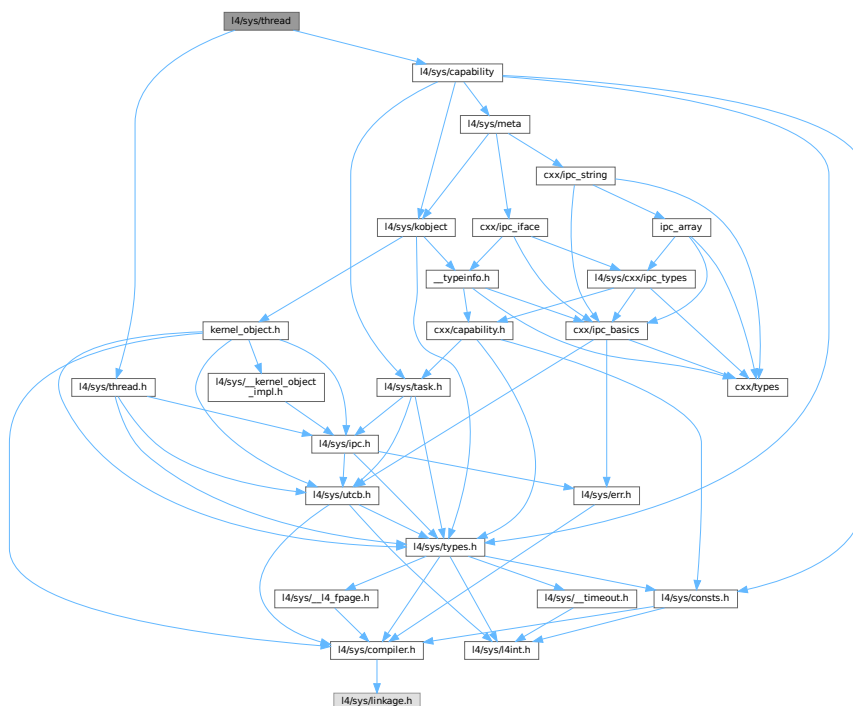 l4/sys/thread
l4/sys/capability
l4/sys/meta
cxx/ipc_string
l4/sys/kobject
cxx/ipc_iface
ipc_array
__typeinfo.h
l4/sys/cxx/ipc_types
kernel_object.h
cxx/capability.h
cxx/ipc_basics
l4/sys/thread.h
l4/sys/__kernel_object
_impl.h
l4/sys/task.h
cxx/types
l4/sys/ipc.h
l4/sys/utcb.h
l4/sys/err.h
l4/sys/types.h
l4/sys/__l4_fpage.h
l4/sys/__timeout.h
l4/sys/consts.h
l4/sys/compiler.h
l4/sys/l4int.h
l4/sys/linkage.h